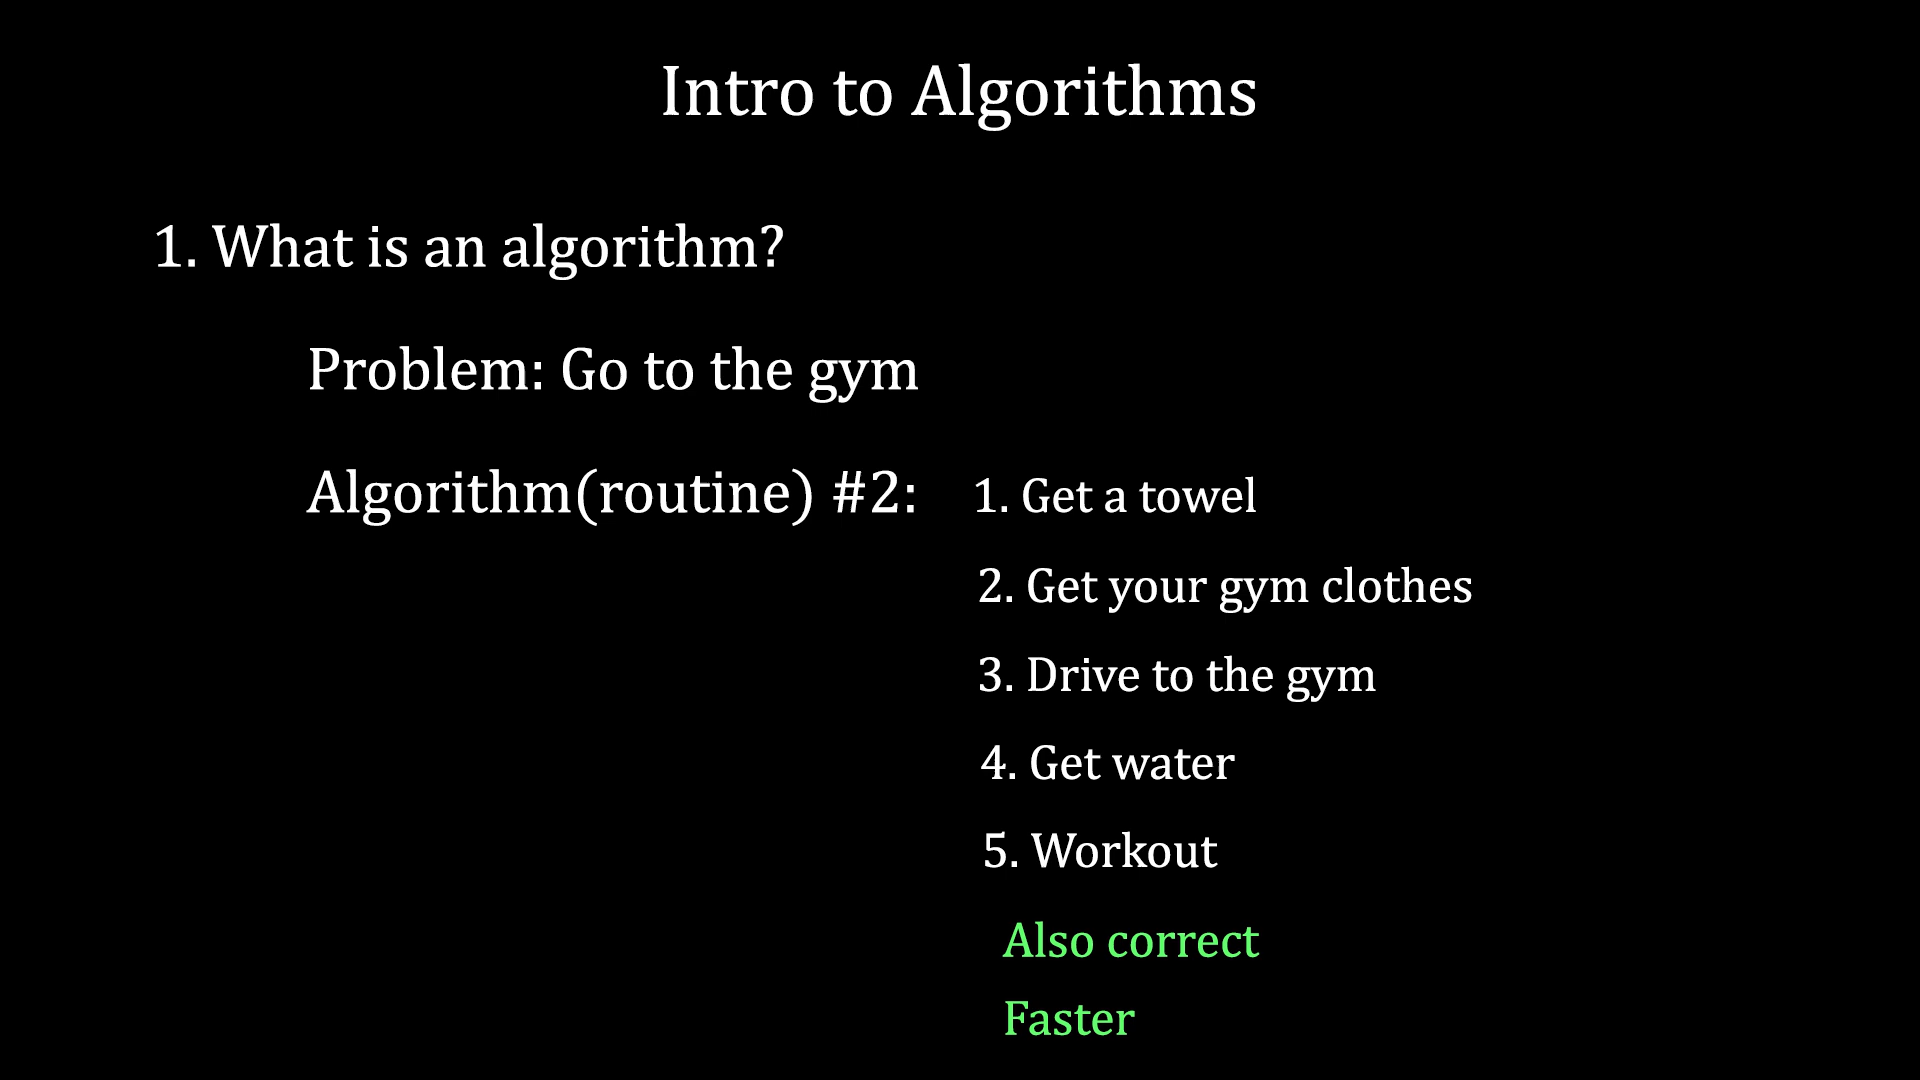 Intro to Algorithms
1. What is an algorithm?
Problem: Go to the gym
Algorithm(routine) #2: 1. Get a towel
2. Get your gym clothes
3. Drive to the gym
4. Get water
5. Workout
Also correct
Faster